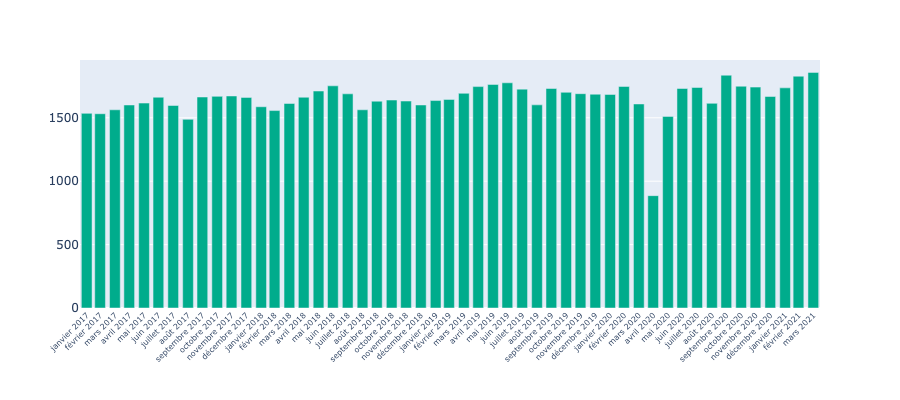 1500
1000
500
0
janvier 2017
février 2017
mars 2017
avril 2017
mai 2017
juin 2017
juillet 2017
août 2017
septembre 2017
octobre 2017
novembre 2017
décembre 2017
janvier 2018
février 2018
mars 2018
avril 2018
mai 2018
juin 2018
juillet 2018
août 2018
septembre 2018
octobre 2018
novembre 2018
décembre 2018
janvier 2019
février 2019
mars 2019
avril 2019
mai 2019
juin 2019
juillet 2019
août 2019
septembre 2019
octobre 2019
novembre 2019
décembre 2019
janvier 2020
février 2020
mars 2020
avril 2020
mai 2020
juin 2020
juillet 2020
août 2020
septembre 2020
octobre 2020
novembre 2020
décembre 2020
janvier 2021
février 2021
mars 2021